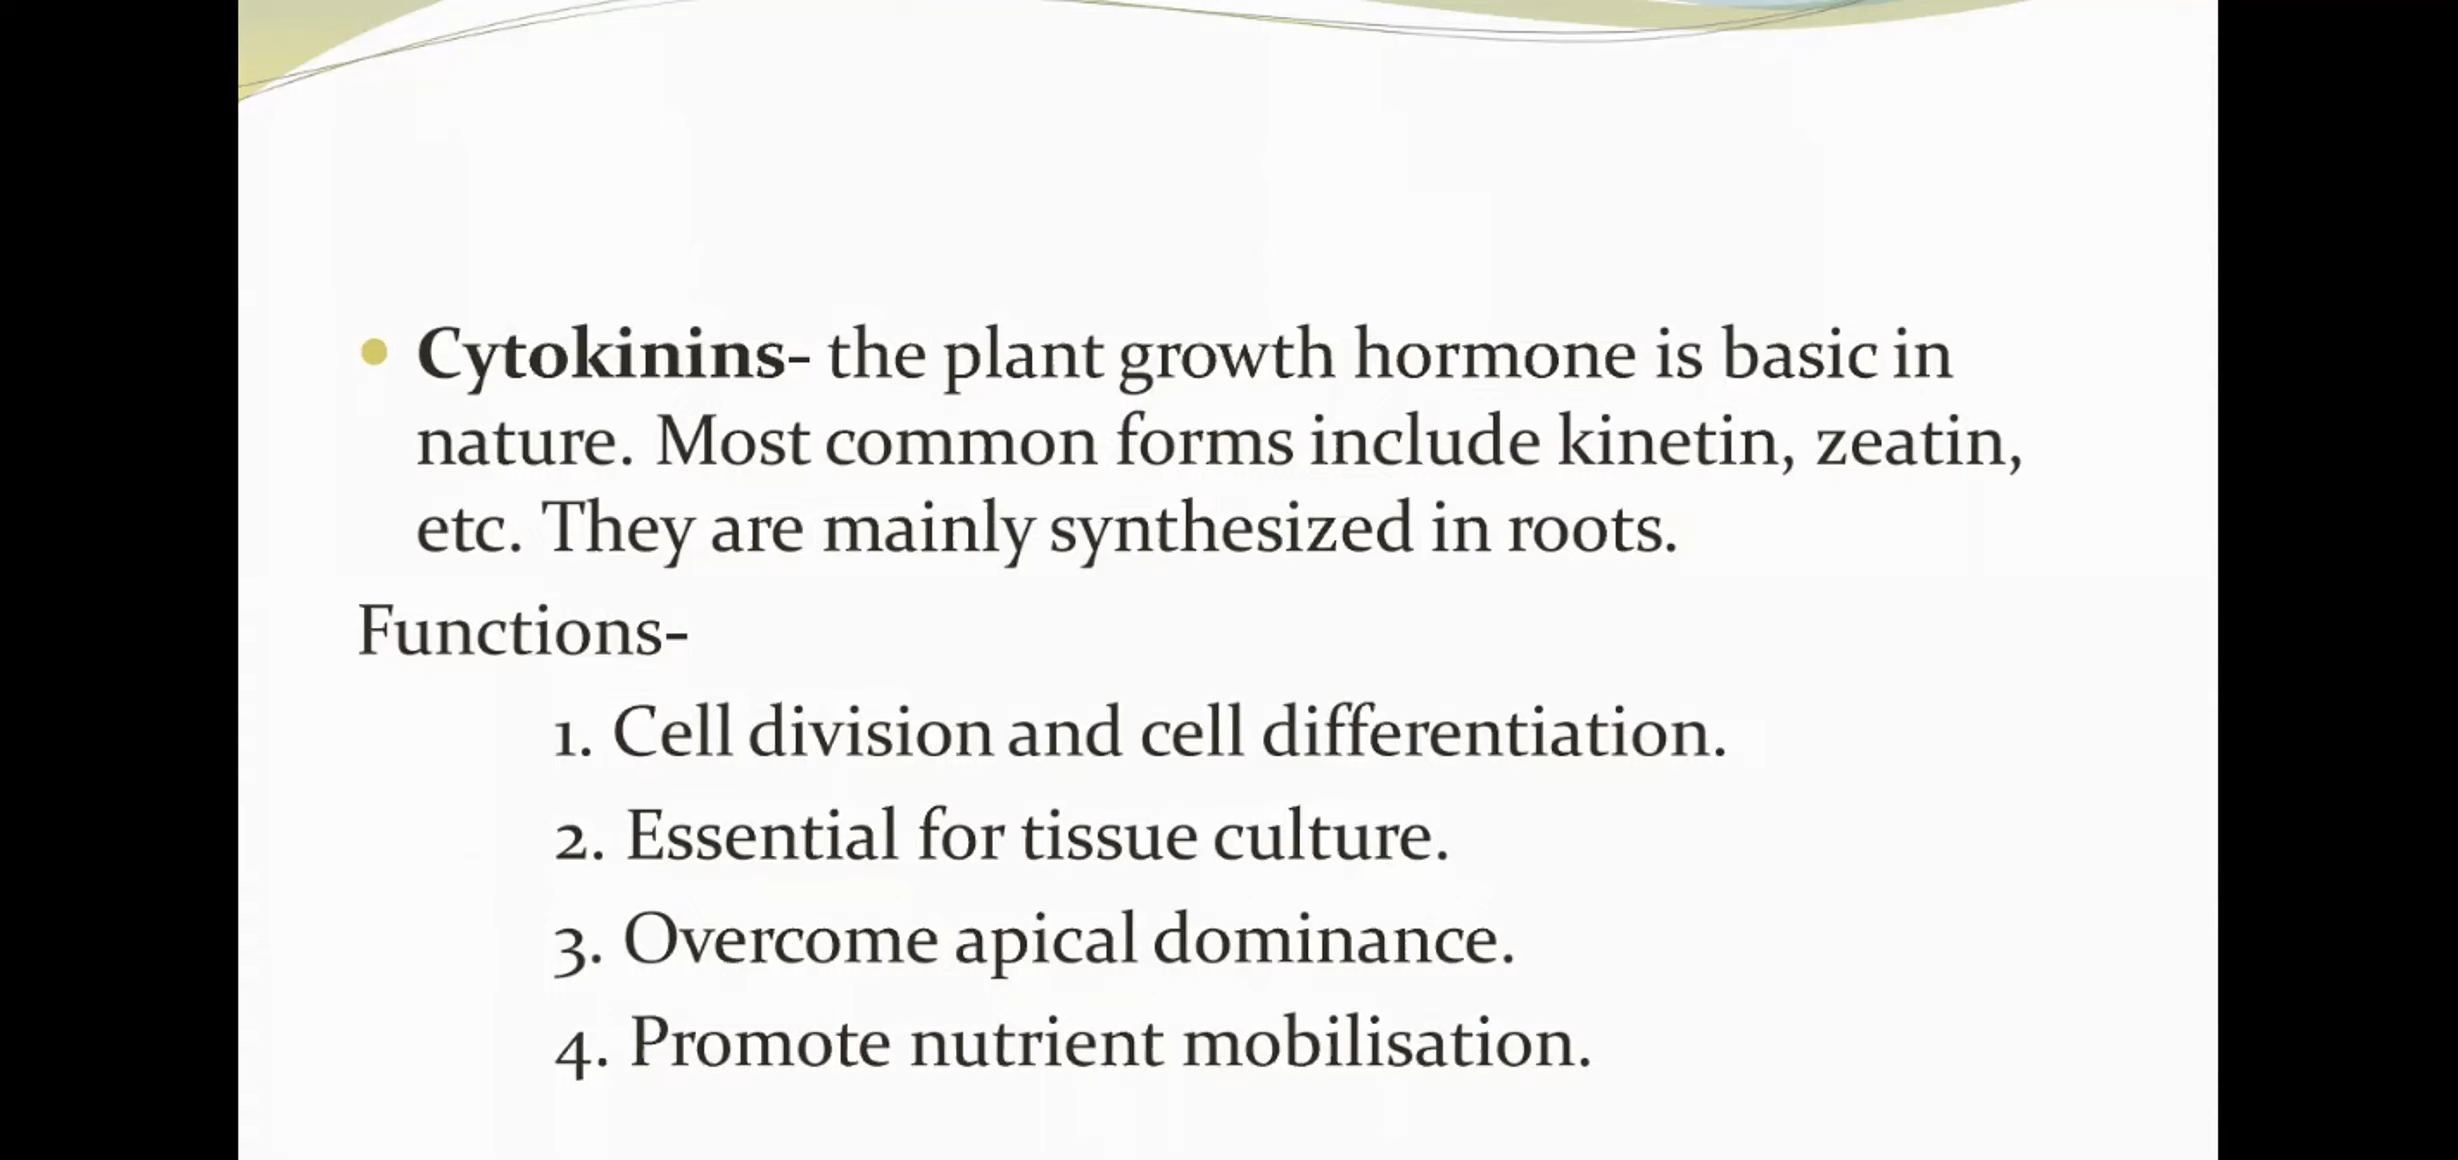 Cytokinins- the plant growth hormone is basic in
nature. Most common forms include kinetin, zeatin,
etc. They are mainly synthesized in roots.
Functions-
1. Cell division and cell differentiation.
2. Essential for tissue culture.
3. Overcome apical dominance.
4. Promote nutrient mobilisation.